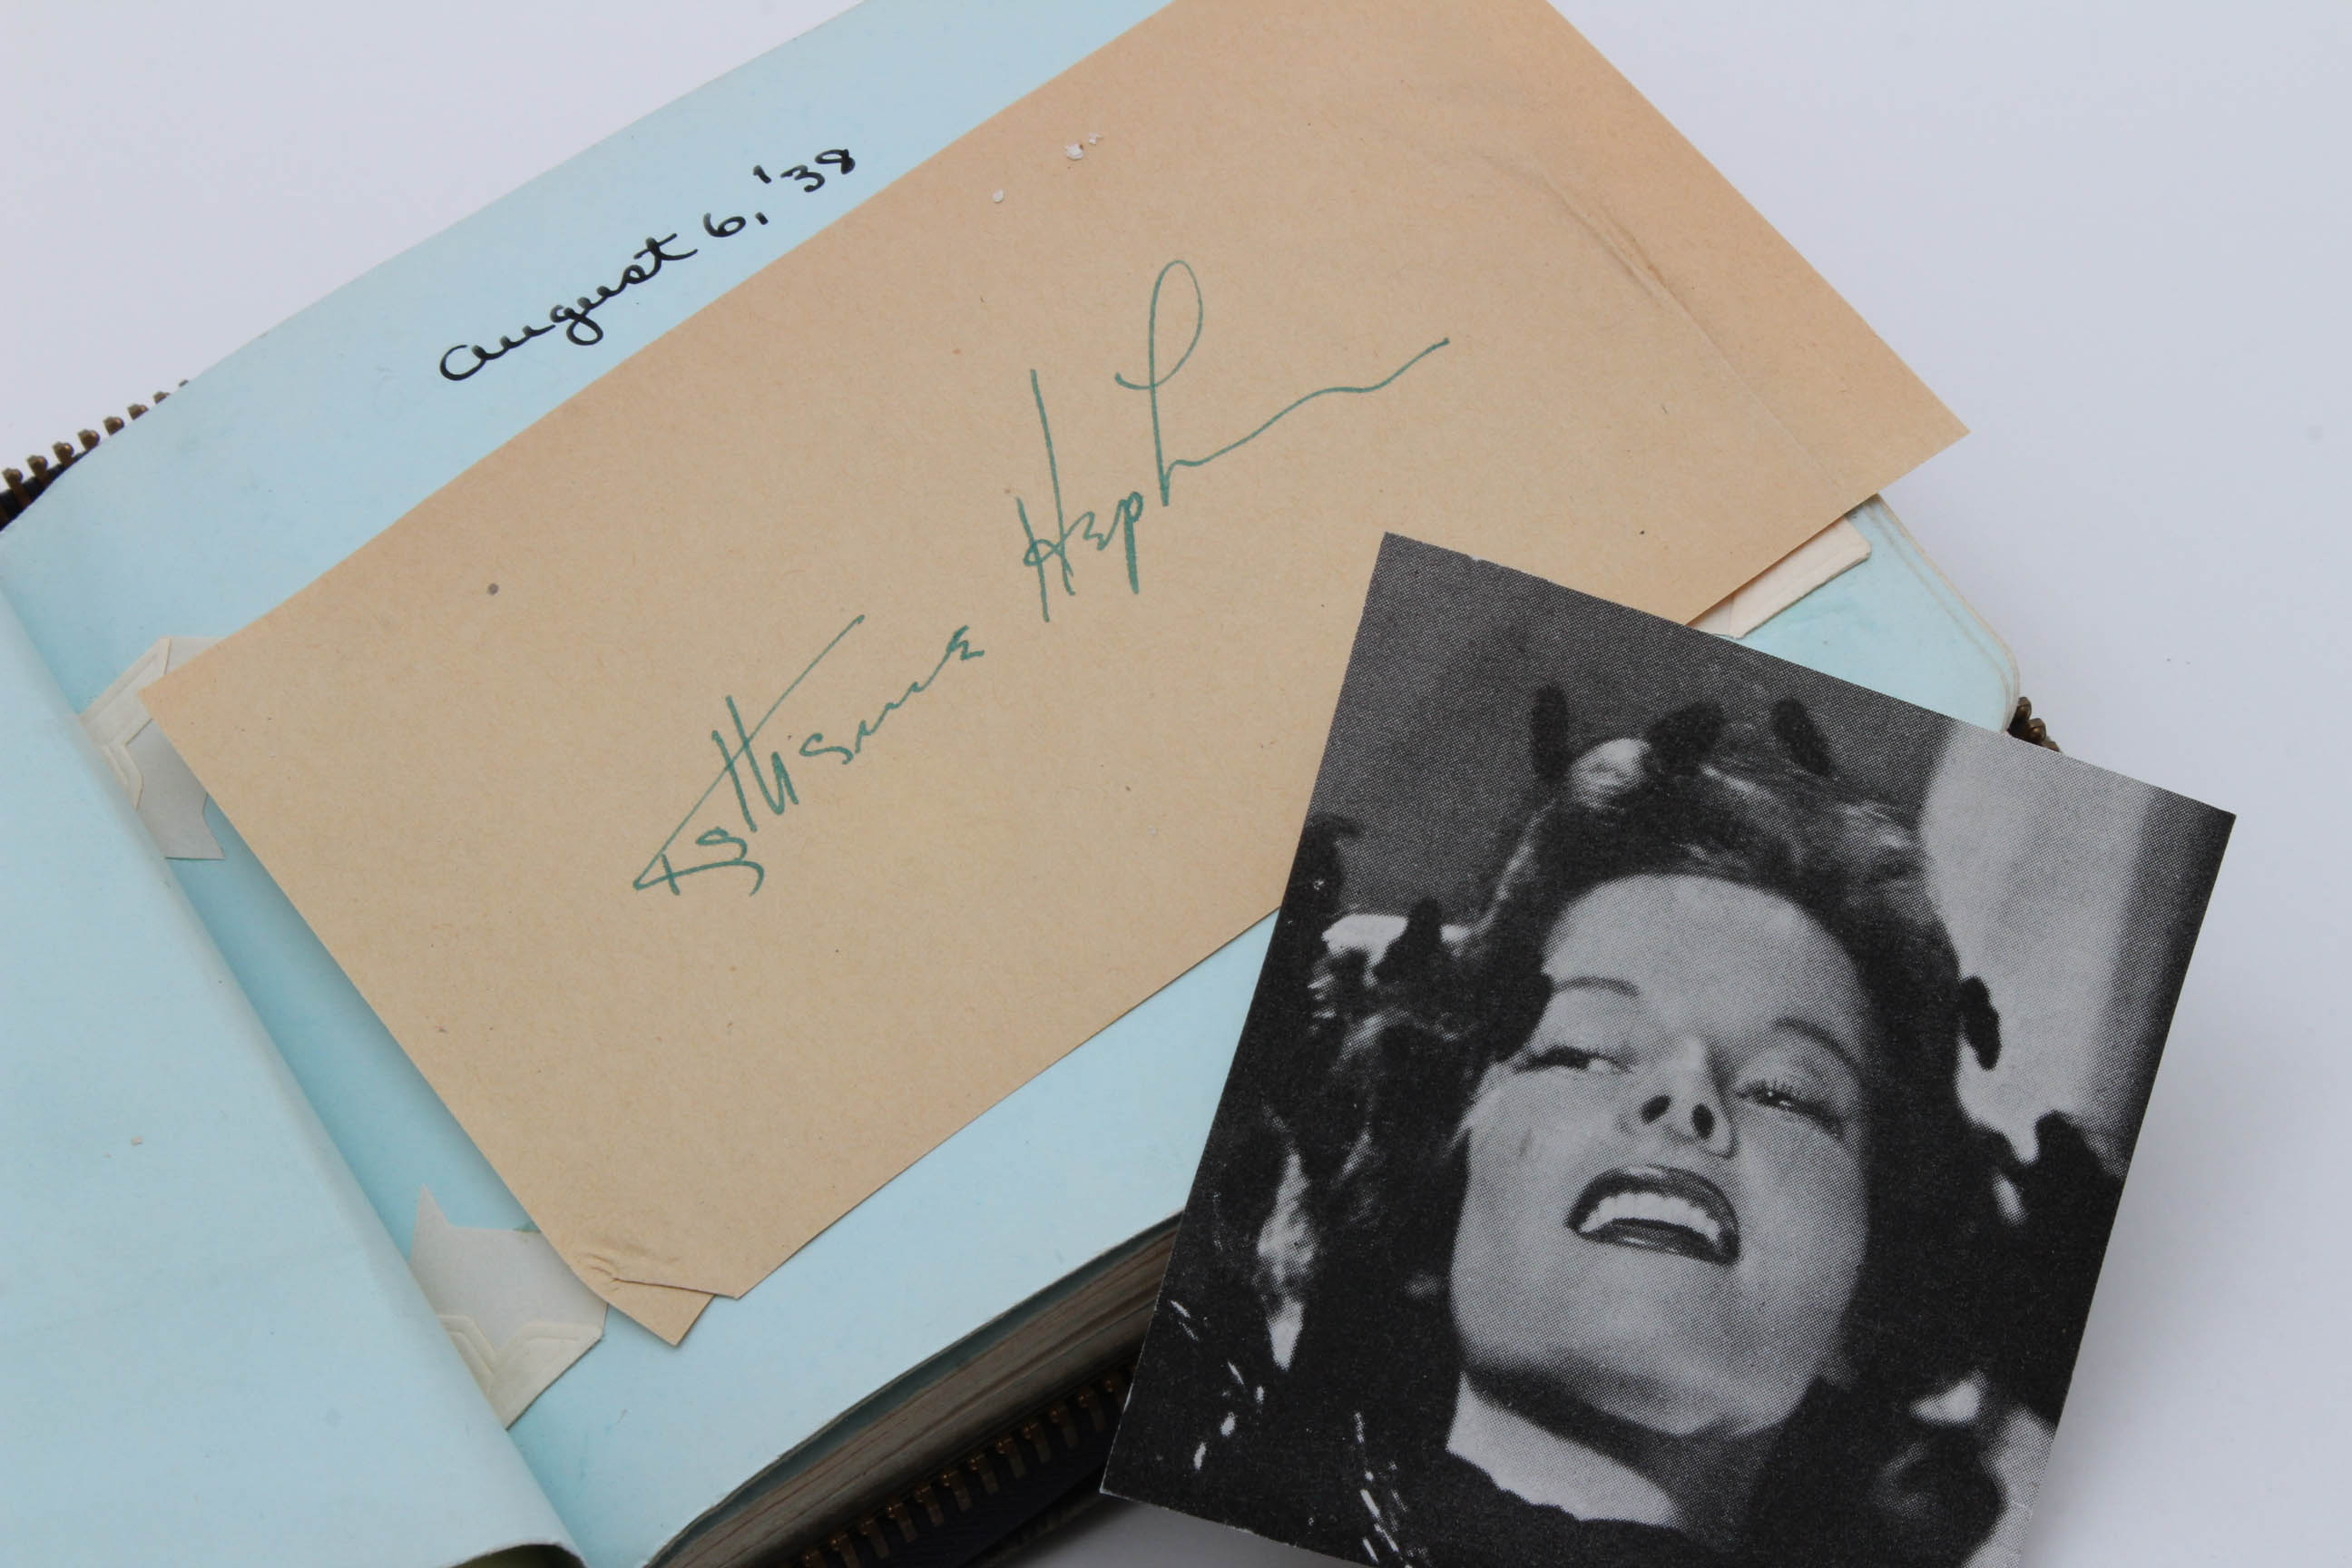 August 6, '38
Katharine Hepburn